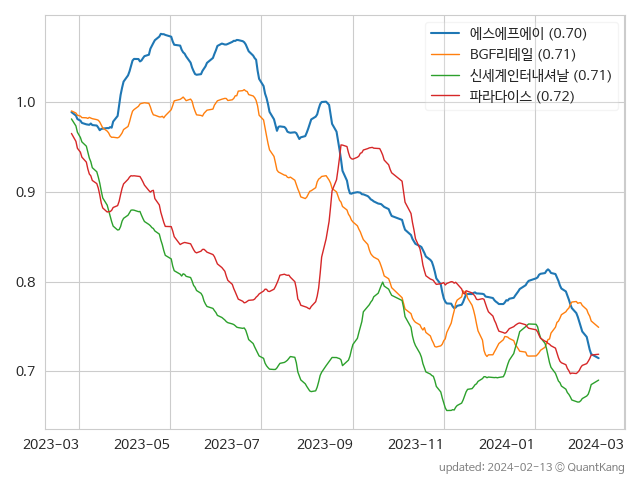 에스에프에이 (0.70)
BGF리테일 (0.71)
신세계인터내셔날 (0.71)
파라다이스 (0.72)
1.0
0.9
0.8
0.7
2023-03 2023-05 2023-07 2023-09 2023-11 2024-01 2024-03
updated: 2024-02-13 © QuantKang